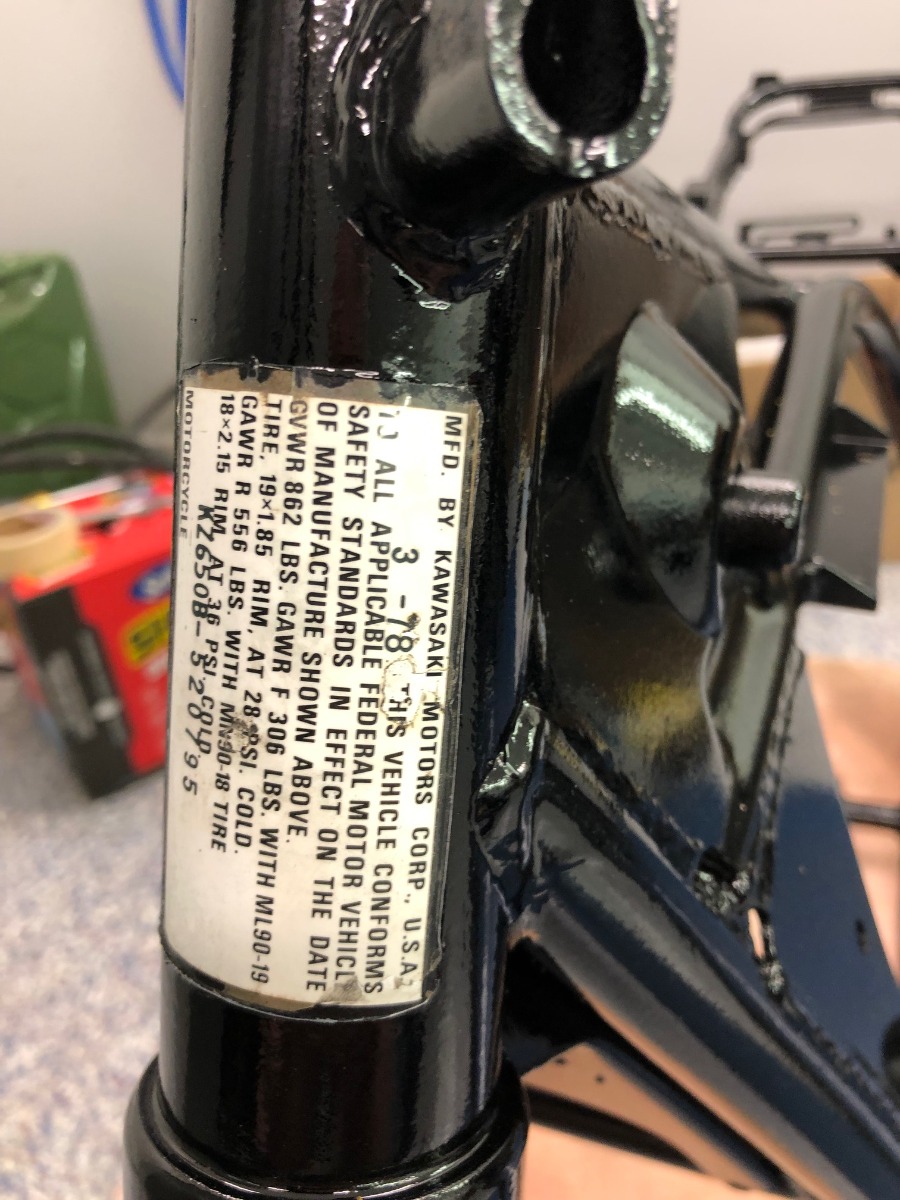 MFD. BY KAWASAKI MOTORS CORP., U.S.A.
3 - 78 THIS VEHICLE CONFORMS
TO ALL APPLICABLE FEDERAL MOTOR VEHICLE
SAFETY STANDARDS IN EFFECT ON THE DATE
OF MANUFACTURE SHOWN ABOVE.
GVWR 862 LBS. GAWR F 306 LBS. WITH ML90-19
TIRE, 19×1.85 RIM, AT 28 PSI. COLD.
GAWR R 556 LBS. WITH MN90-18 TIRE
18×2.15 RIM, AT 36 PSI. COLD.
KZ650B-520795
MOTORCYCLE